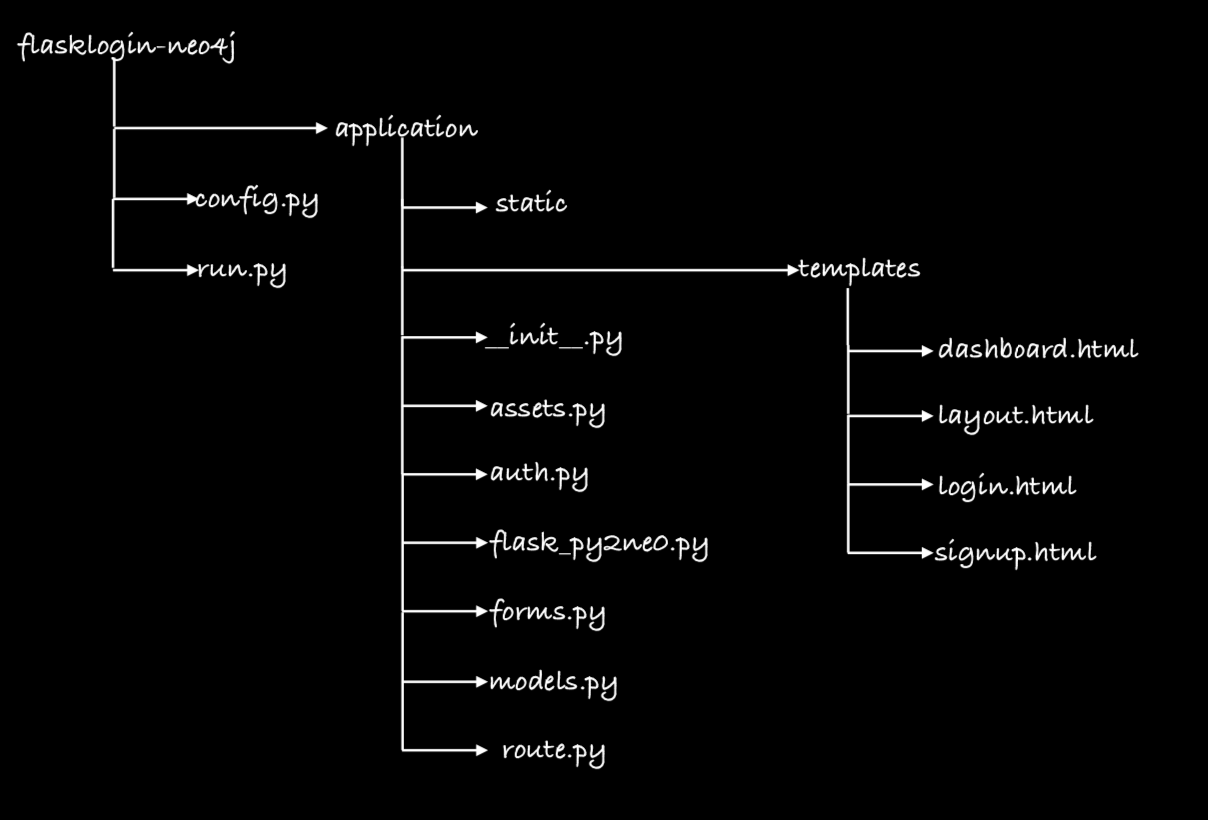 flasklogin-neo4j
application
config.py
static
run.py
templates
__init__.py
dashboard.html
assets.py
layout.html
auth.py
login.html
flask_py2neo.py
signup.html
forms.py
models.py
route.py